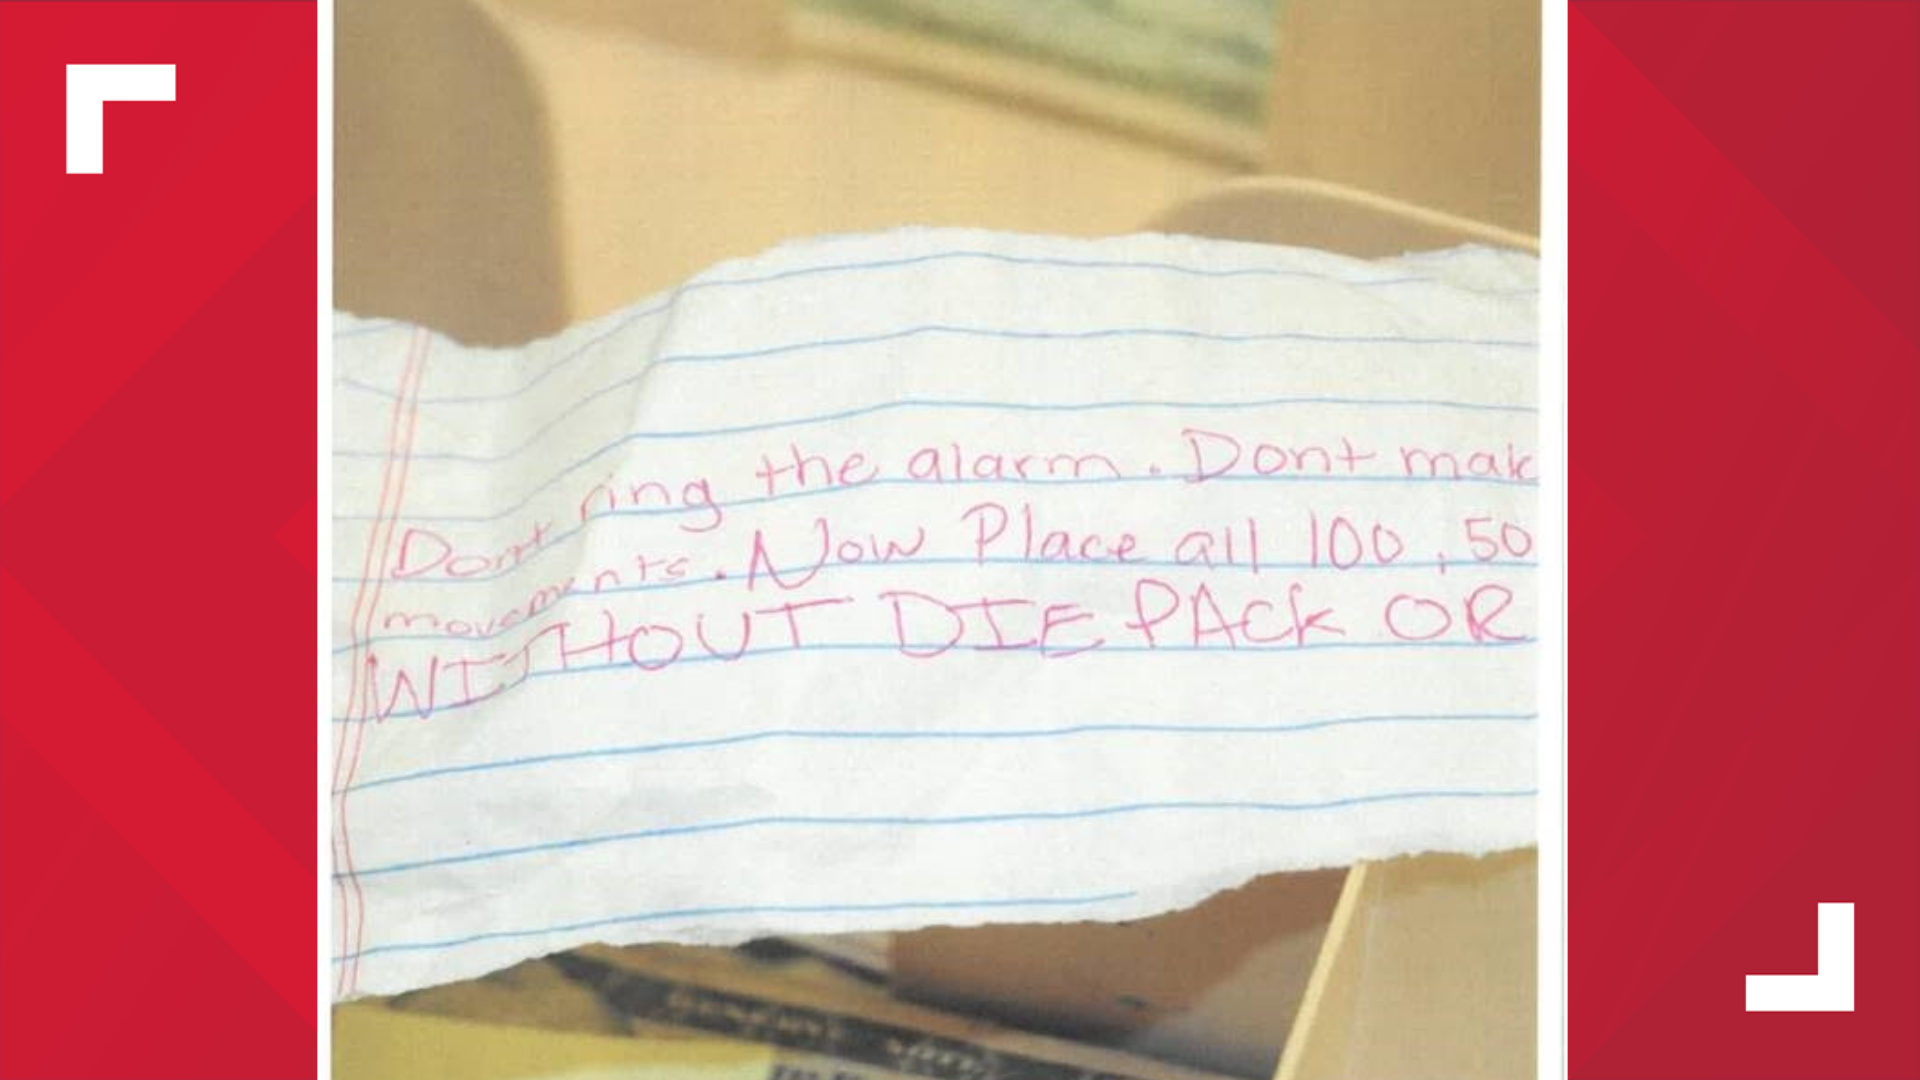 Dont ring the alarm. Dont mak
movements. Now Place all 100, 50
WITHOUT DIE PACK OR